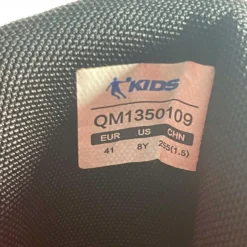 KIDS
QM1350109
EUR US CHN
41 8Y 255(1.5)